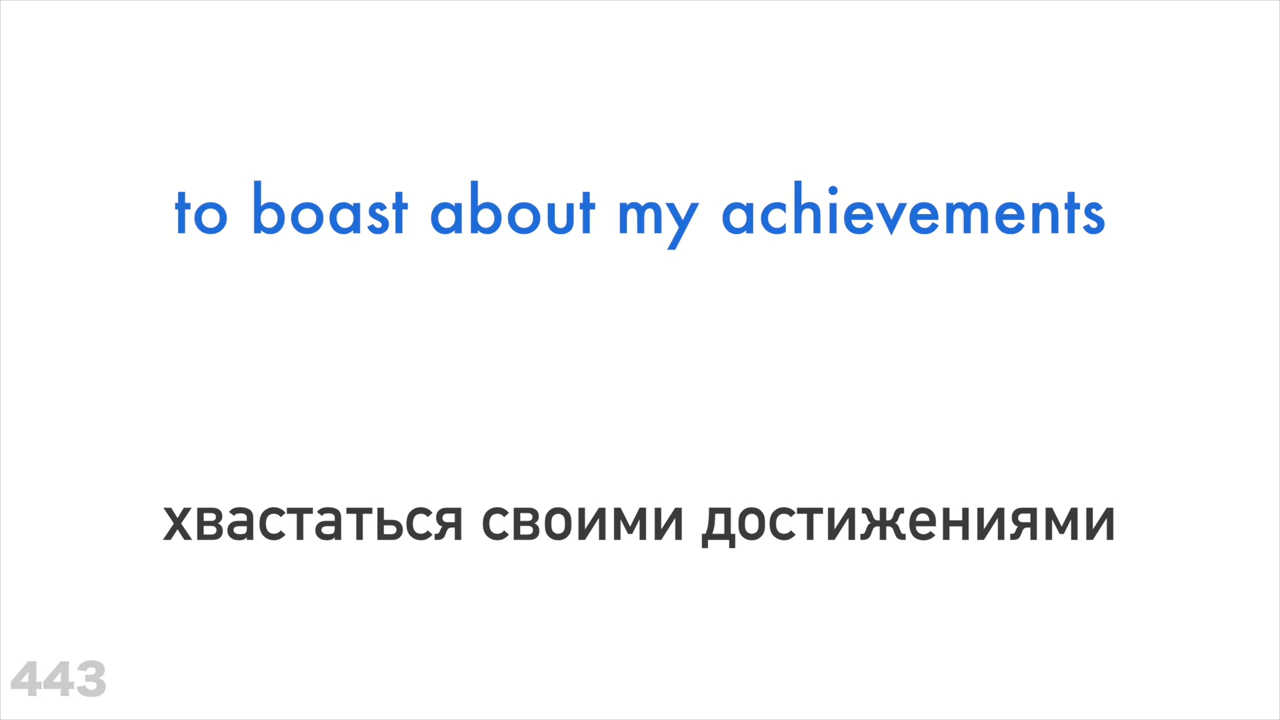 to boast about my achievements
хвастаться своими достижениями
443